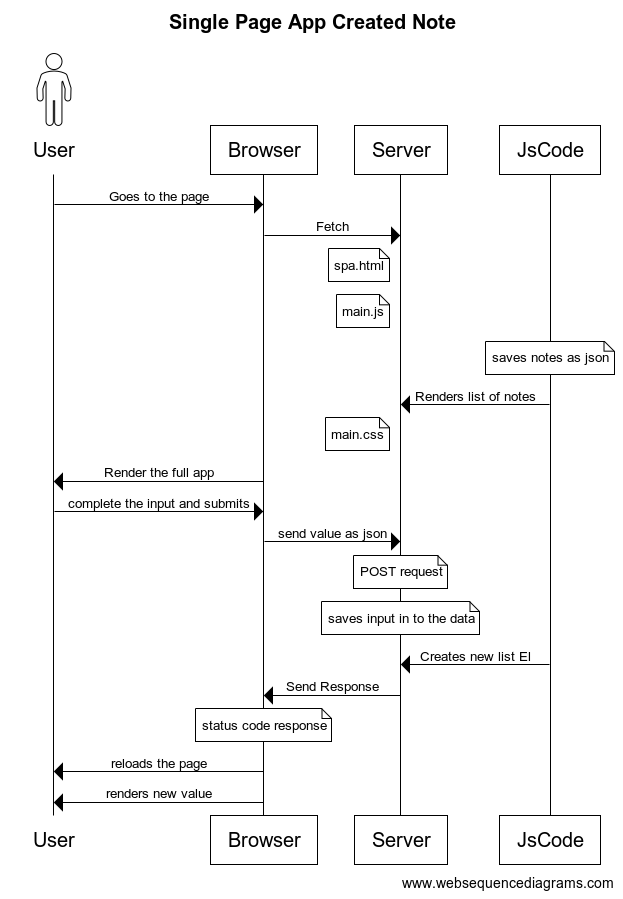 Single Page App Created Note
User
Browser
Server
JsCode
Goes to the page
Fetch
spa.html
main.js
saves notes as json
Renders list of notes
main.css
Render the full app
complete the input and submits
send value as json
POST request
saves input in to the data
Creates new list El
Send Response
status code response
reloads the page
renders new value
User
Browser
Server
JsCode
www.websequencediagrams.com